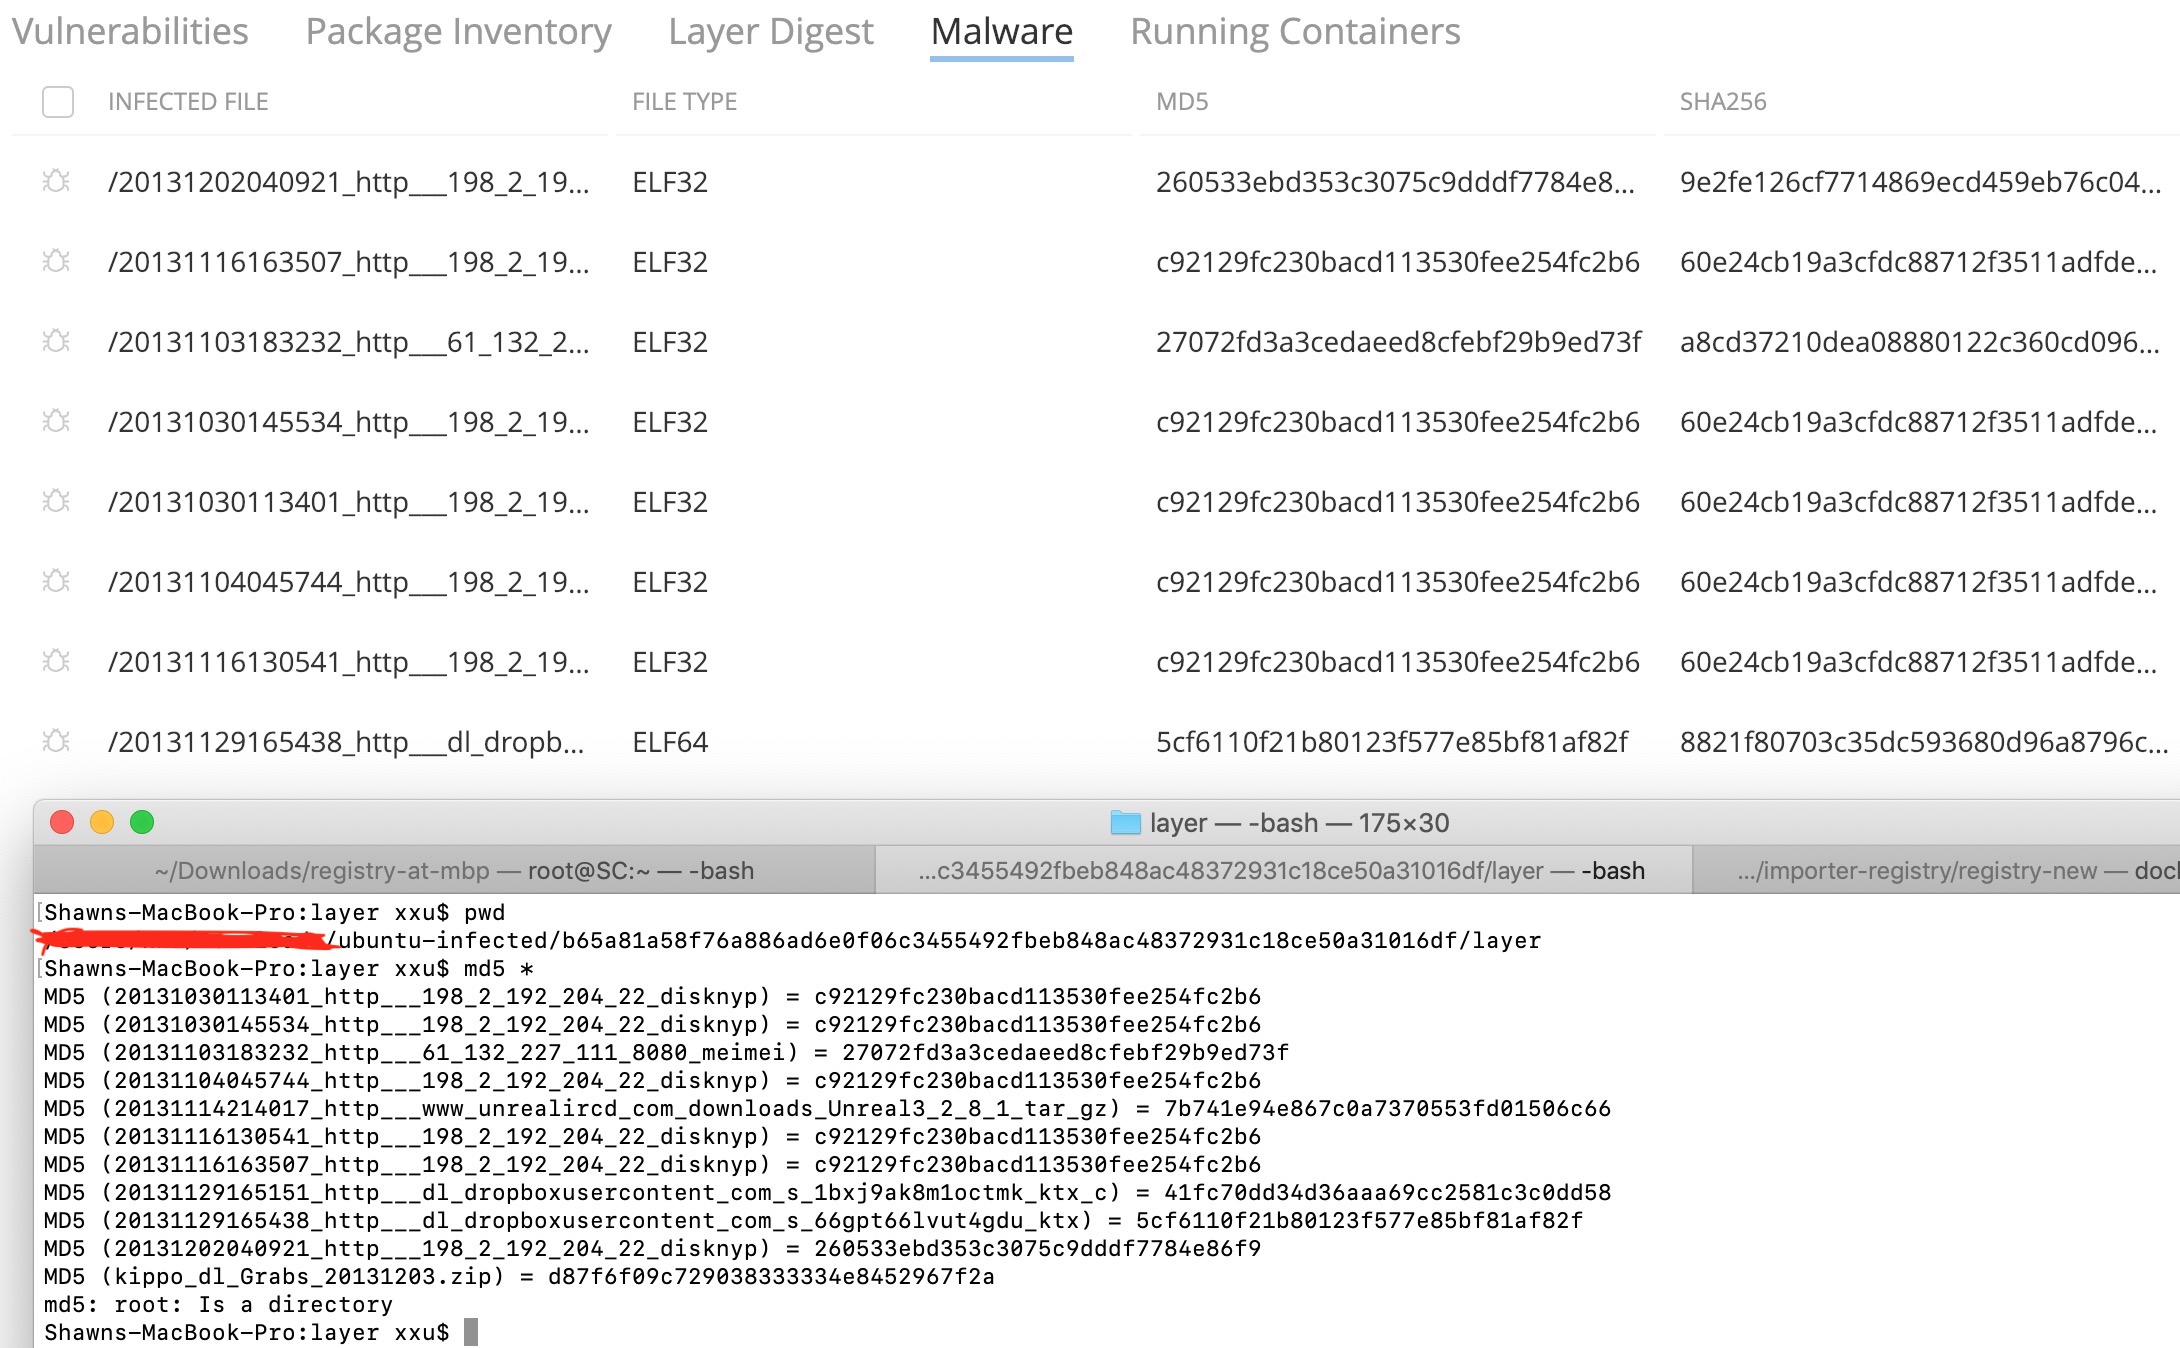 Vulnerabilities Package Inventory Layer Digest Malware Running Containers
INFECTED FILE FILE TYPE MD5 SHA256
/20131202040921_http___198_2_19... ELF32 260533ebd353c3075c9dddf7784e8... 9e2fe126cf7714869ecd459eb76c04...
/20131116163507_http___198_2_19... ELF32 c92129fc230bacd113530fee254fc2b6 60e24cb19a3cfdc88712f3511adfde...
/20131103183232_http___61_132_2... ELF32 27072fd3a3cedaeed8cfebf29b9ed73f a8cd37210dea08880122c360cd096...
/20131030145534_http___198_2_19... ELF32 c92129fc230bacd113530fee254fc2b6 60e24cb19a3cfdc88712f3511adfde...
/20131030113401_http___198_2_19... ELF32 c92129fc230bacd113530fee254fc2b6 60e24cb19a3cfdc88712f3511adfde...
/20131104045744_http___198_2_19... ELF32 c92129fc230bacd113530fee254fc2b6 60e24cb19a3cfdc88712f3511adfde...
/20131116130541_http___198_2_19... ELF32 c92129fc230bacd113530fee254fc2b6 60e24cb19a3cfdc88712f3511adfde...
/20131129165438_http___dl_dropb... ELF64 5cf6110f21b80123f577e85bf81af82f 8821f80703c35dc593680d96a8796c...
layer — -bash — 175×30
~/Downloads/registry-at-mbp — root@SC:~ — -bash ...c3455492fbeb848ac48372931c18ce50a31016df/layer — -bash .../importer-registry/registry-new — doc
[Shawns-MacBook-Pro:layer xxu$ pwd
/ubuntu-infected/b65a81a58f76a886ad6e0f06c3455492fbeb848ac48372931c18ce50a31016df/layer
[Shawns-MacBook-Pro:layer xxu$ md5 *
MD5 (20131030113401_http___198_2_192_204_22_disknyp) = c92129fc230bacd113530fee254fc2b6
MD5 (20131030145534_http___198_2_192_204_22_disknyp) = c92129fc230bacd113530fee254fc2b6
MD5 (20131103183232_http___61_132_227_111_8080_meimei) = 27072fd3a3cedaeed8cfebf29b9ed73f
MD5 (20131104045744_http___198_2_192_204_22_disknyp) = c92129fc230bacd113530fee254fc2b6
MD5 (20131114214017_http___www_unrealircd_com_downloads_Unreal3_2_8_1_tar_gz) = 7b741e94e867c0a7370553fd01506c66
MD5 (20131116130541_http___198_2_192_204_22_disknyp) = c92129fc230bacd113530fee254fc2b6
MD5 (20131116163507_http___198_2_192_204_22_disknyp) = c92129fc230bacd113530fee254fc2b6
MD5 (20131129165151_http___dl_dropboxusercontent_com_s_1bxj9ak8m1octmk_ktx_c) = 41fc70dd34d36aaa69cc2581c3c0dd58
MD5 (20131129165438_http___dl_dropboxusercontent_com_s_66gpt66lvut4gdu_ktx) = 5cf6110f21b80123f577e85bf81af82f
MD5 (20131202040921_http___198_2_192_204_22_disknyp) = 260533ebd353c3075c9dddf7784e86f9
MD5 (kippo_dl_Grabs_20131203.zip) = d87f6f09c729038333334e8452967f2a
md5: root: Is a directory
Shawns-MacBook-Pro:layer xxu$